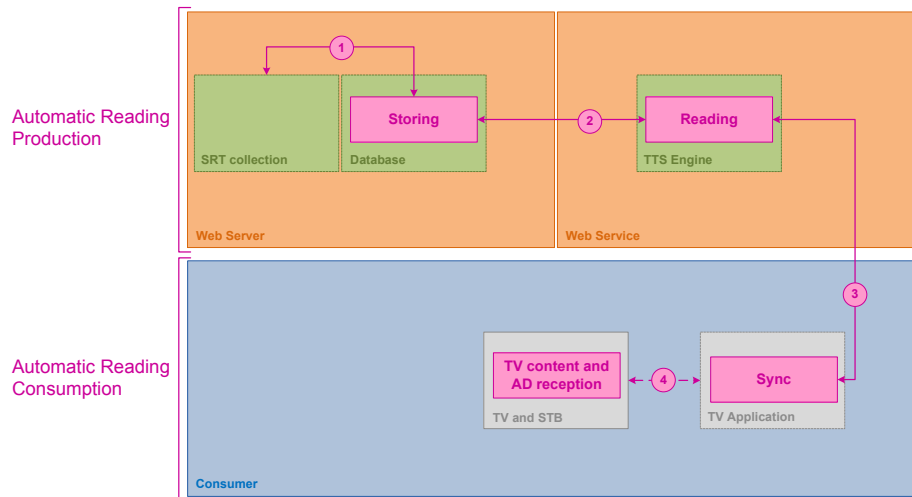 1
Automatic Reading
Production
Storing
2
Reading
SRT collection
Database
TTS Engine
Web Server
Web Service
3
Automatic Reading
Consumption
TV content and
AD reception
4
Sync
TV and STB
TV Application
Consumer